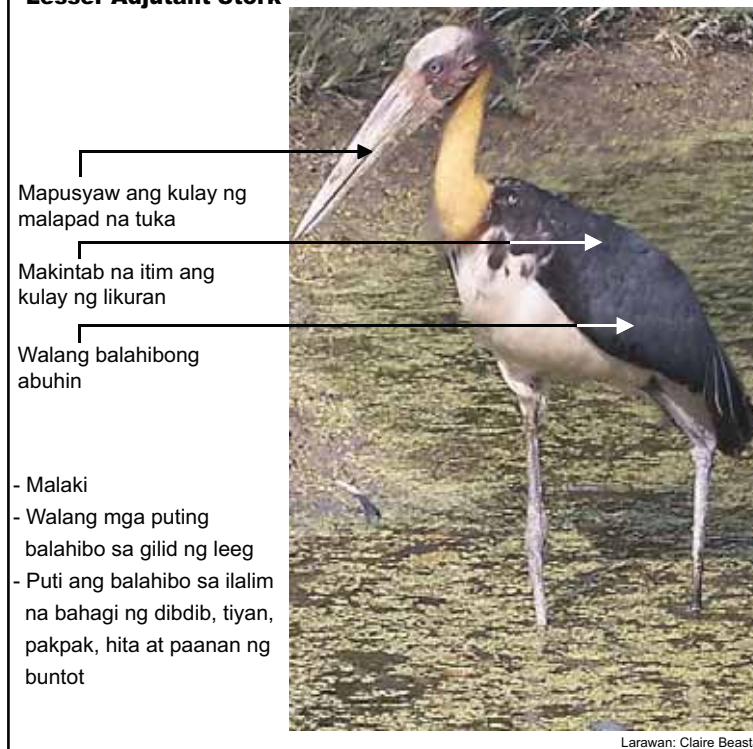 Lesser Adjutant Stork
Mapusyaw ang kulay ng
malapad na tuka
Makintab na itim ang
kulay ng likuran
Walang balahibong
abuhin
- Malaki
- Walang mga puting
balahibo sa gilid ng leeg
- Puti ang balahibo sa ilalim
na bahagi ng dibdib, tiyan,
pakpak, hita at paanan ng
buntot
Larawan: Claire Beast